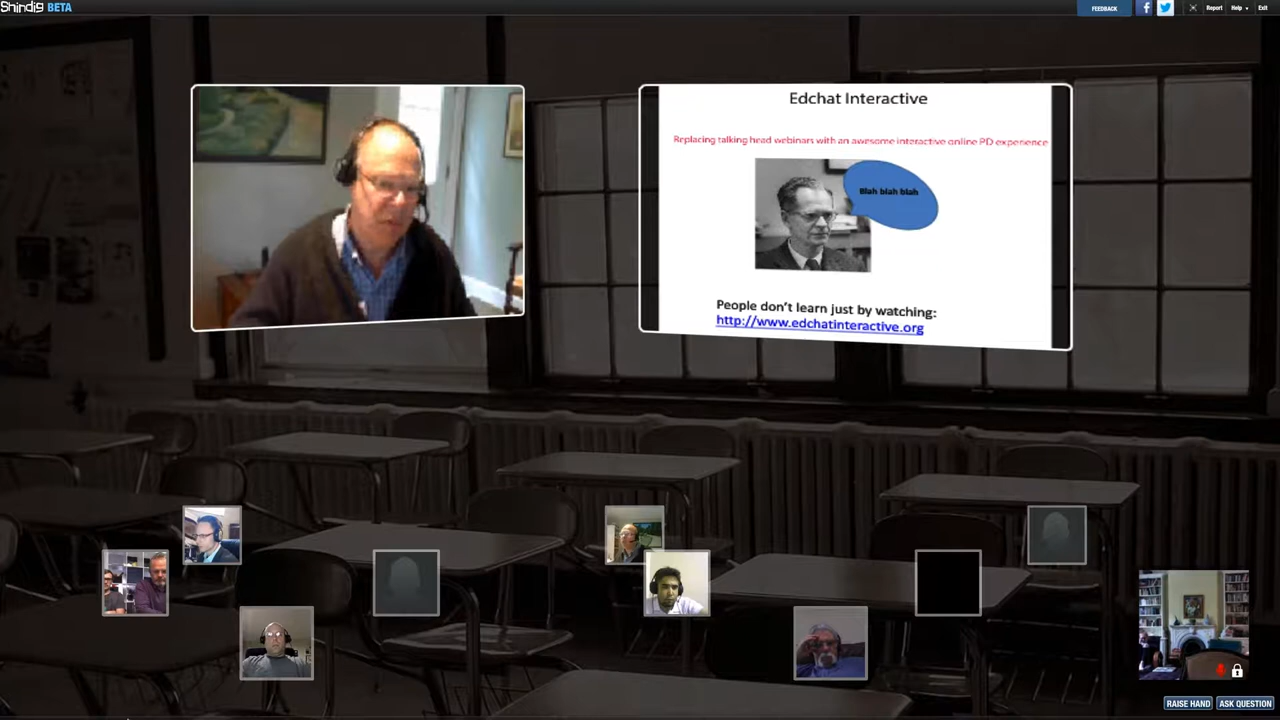 Shindig BETA
FEEDBACK
f
Report
Help
Exit
Edchat Interactive
Replacing talking head webinars with an awesome interactive online PD experience
Blah blah blah
People don't learn just by watching:
http://www.edchatinteractive.org
RAISE HAND
ASK QUESTION